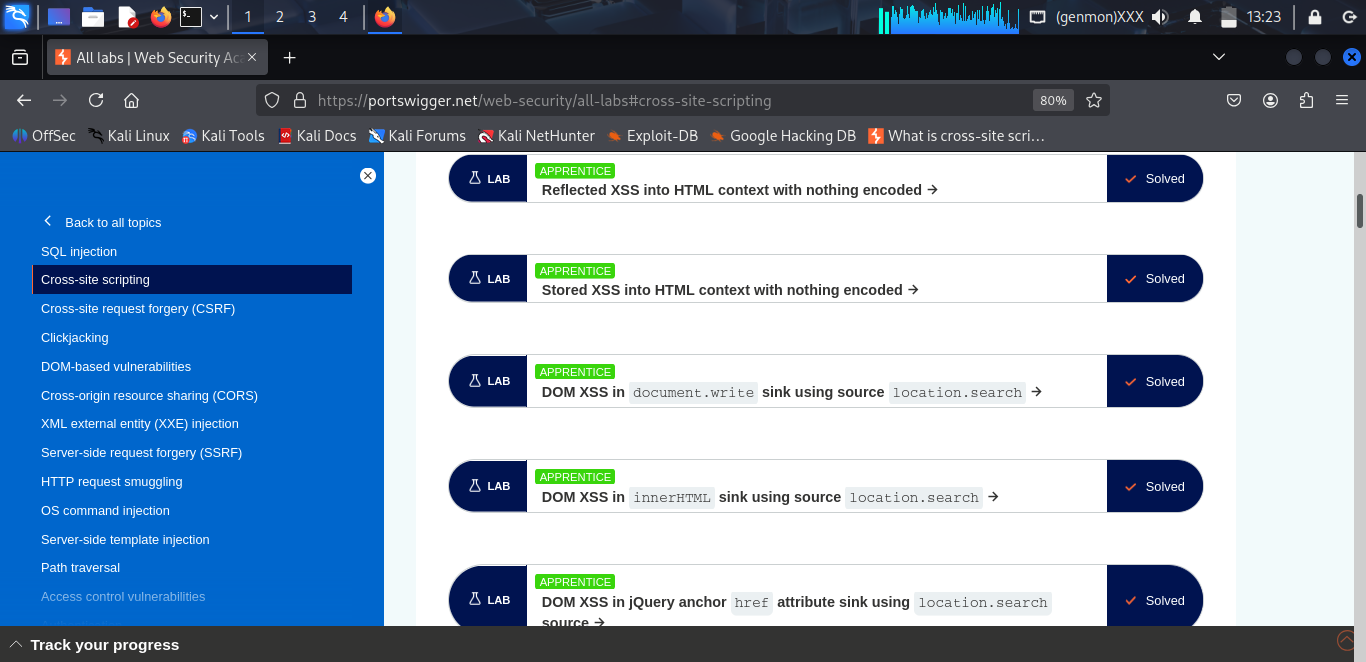 1 2 3 4 (genmon)XXX 13:23
All labs | Web Security Aca
https://portswigger.net/web-security/all-labs#cross-site-scripting 80%
OffSec Kali Linux Kali Tools Kali Docs Kali Forums Kali NetHunter Exploit-DB Google Hacking DB What is cross-site scri…
Back to all topics
SQL injection
Cross-site scripting
Cross-site request forgery (CSRF)
Clickjacking
DOM-based vulnerabilities
Cross-origin resource sharing (CORS)
XML external entity (XXE) injection
Server-side request forgery (SSRF)
HTTP request smuggling
OS command injection
Server-side template injection
Path traversal
Access control vulnerabilities
LAB
APPRENTICE
Reflected XSS into HTML context with nothing encoded →
Solved
LAB
APPRENTICE
Stored XSS into HTML context with nothing encoded →
Solved
LAB
APPRENTICE
DOM XSS in document.write sink using source location.search →
Solved
LAB
APPRENTICE
DOM XSS in innerHTML sink using source location.search →
Solved
LAB
APPRENTICE
DOM XSS in jQuery anchor href attribute sink using location.search
source →
Solved
Track your progress